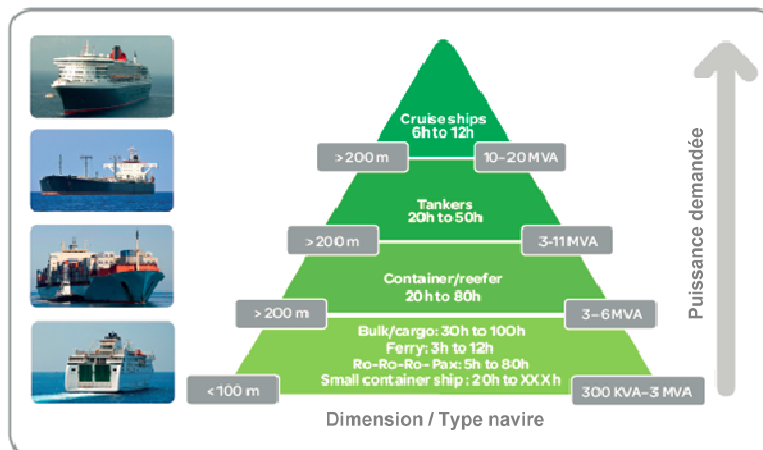 Cruise ships
6h to 12h
>200 m
10–20 MVA
Tankers
20h to 50h
>200 m
3-11 MVA
Container/reefer
20h to 80h
>200 m
3–6 MVA
Bulk/cargo: 30h to 100h
Ferry: 3h to 12h
Ro-Ro-Ro-Pax: 5h to 80h
Small container ship : 20h to XXX h
<100 m
300 KVA–3 MVA
Dimension / Type navire
Puissance demandée